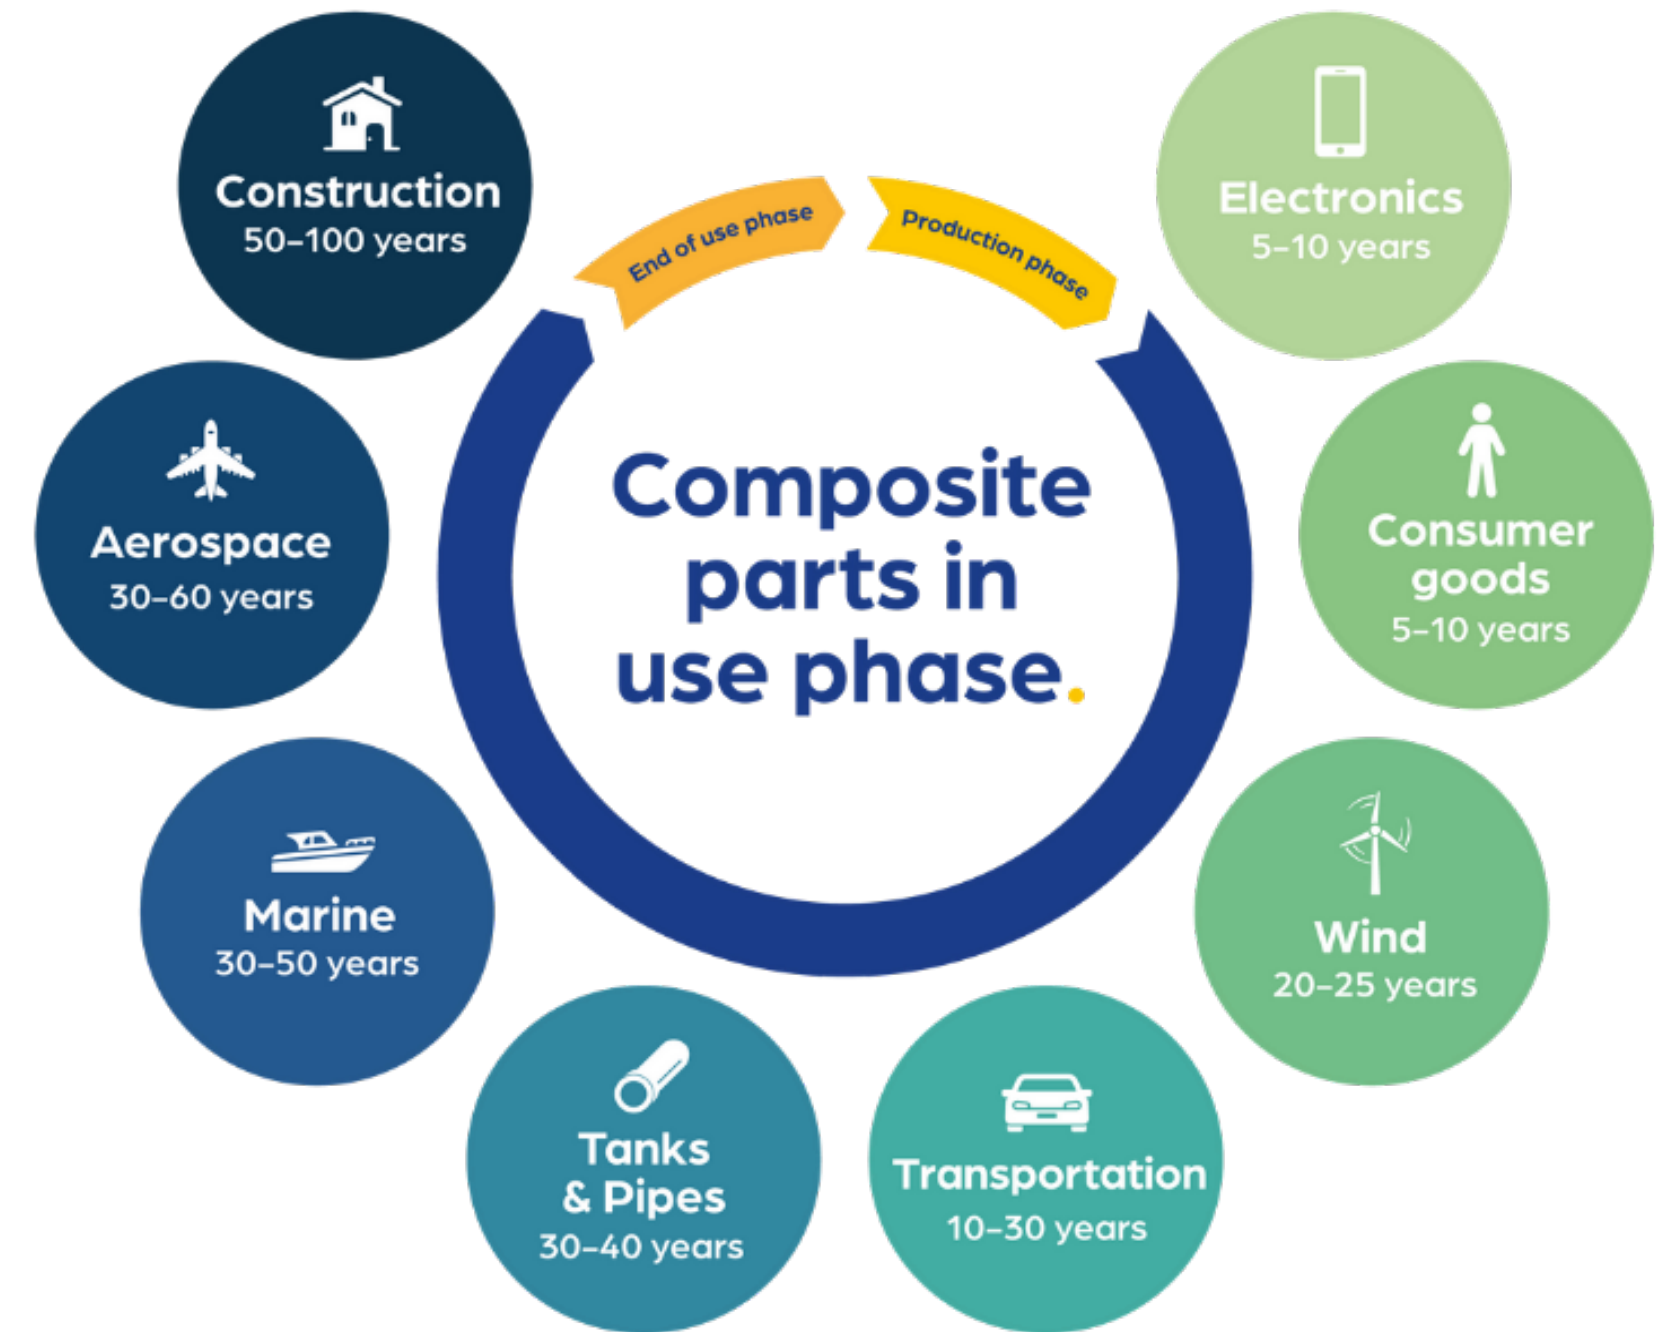 Construction
50–100 years
End of use phase
Production phase
Electronics
5–10 years
Aerospace
30–60 years
Composite
parts in
use phase.
Consumer
goods
5–10 years
Marine
30–50 years
Wind
20–25 years
Tanks
& Pipes
30–40 years
Transportation
10–30 years